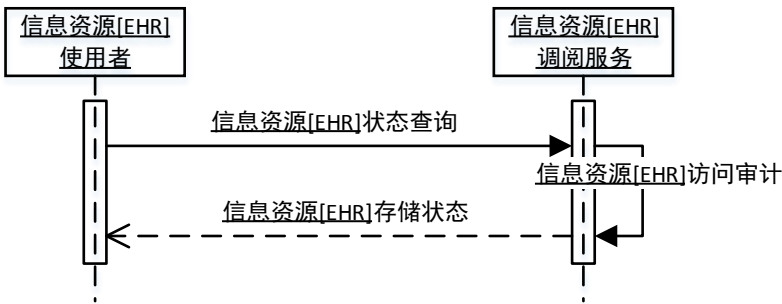 信息资源[EHR]
使用者
信息资源[EHR]
调阅服务
信息资源[EHR]状态查询
信息资源[EHR]访问审计
信息资源[EHR]存储状态